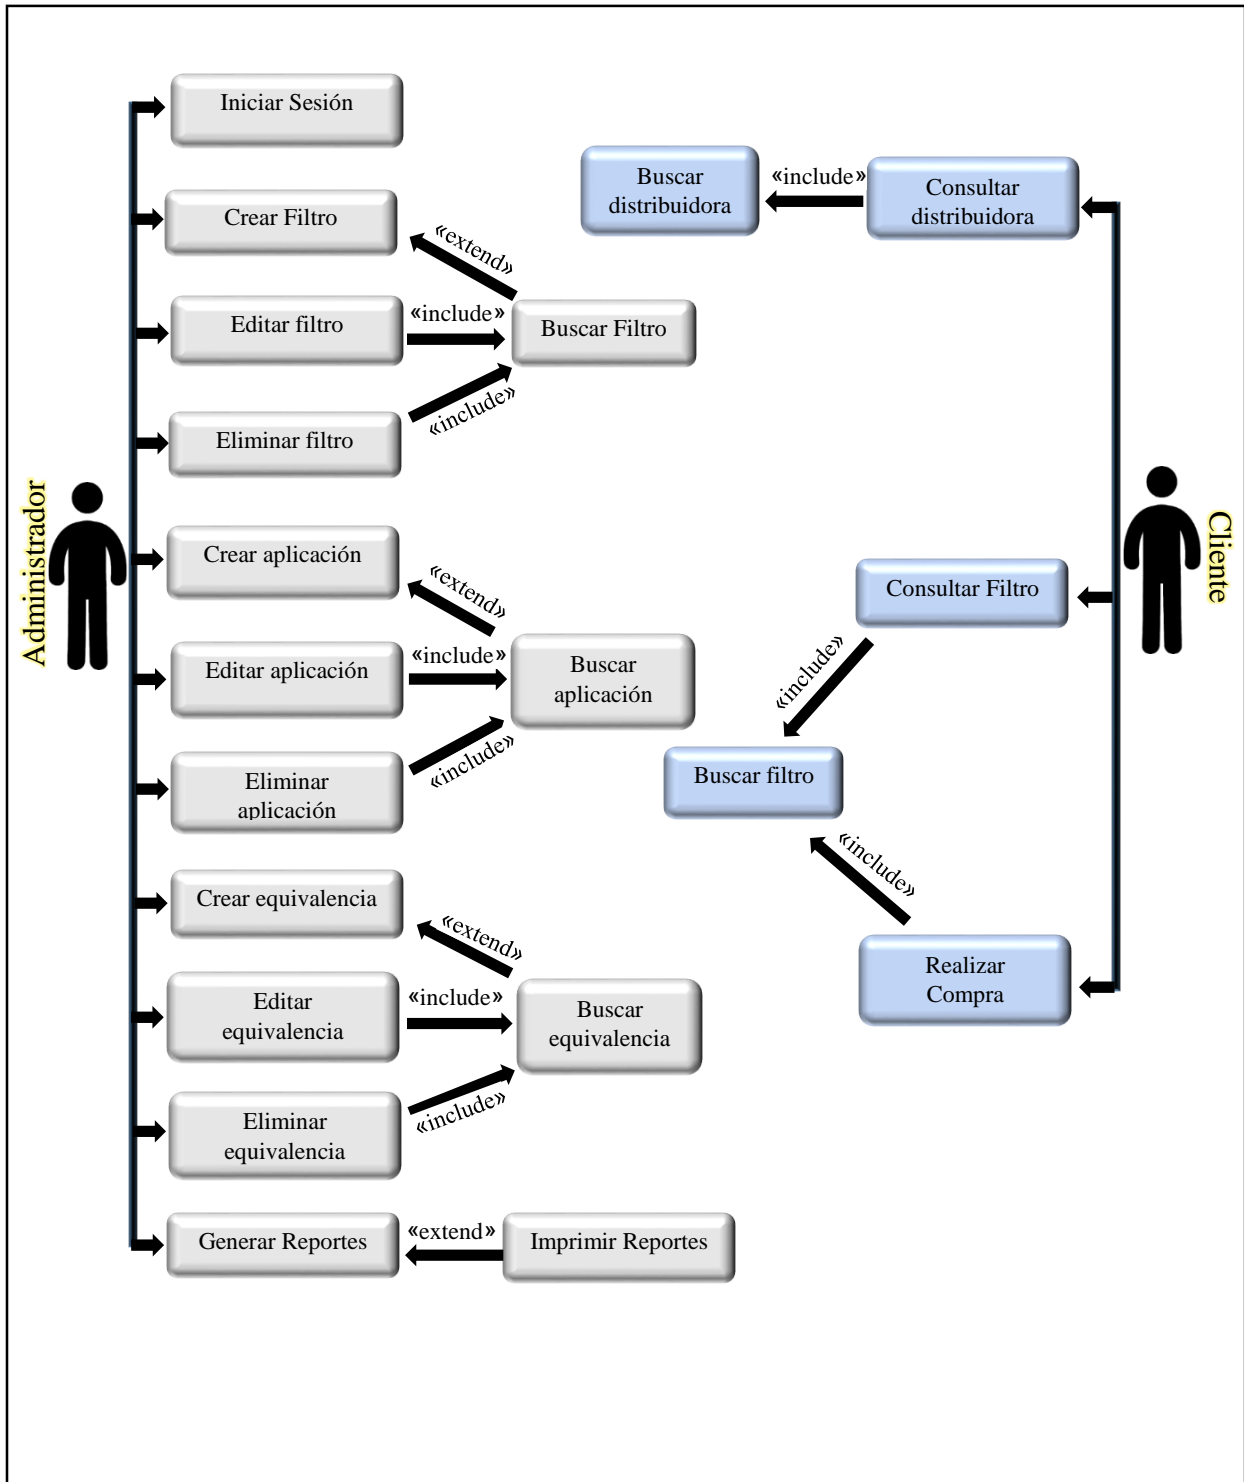 Iniciar Sesión
Crear Filtro
Editar filtro
Eliminar filtro
Crear aplicación
Editar aplicación
Eliminar
aplicación
Crear equivalencia
Editar
equivalencia
Eliminar
equivalencia
Generar Reportes
Administrador
«extend»
«include»
«include»
Buscar Filtro
«extend»
«include»
«include»
Buscar
aplicación
«extend»
«include»
«include»
Buscar
equivalencia
«extend»
Imprimir Reportes
Buscar
distribuidora
«include»
Consultar
distribuidora
Consultar Filtro
«include»
Buscar filtro
«include»
Realizar
Compra
Cliente